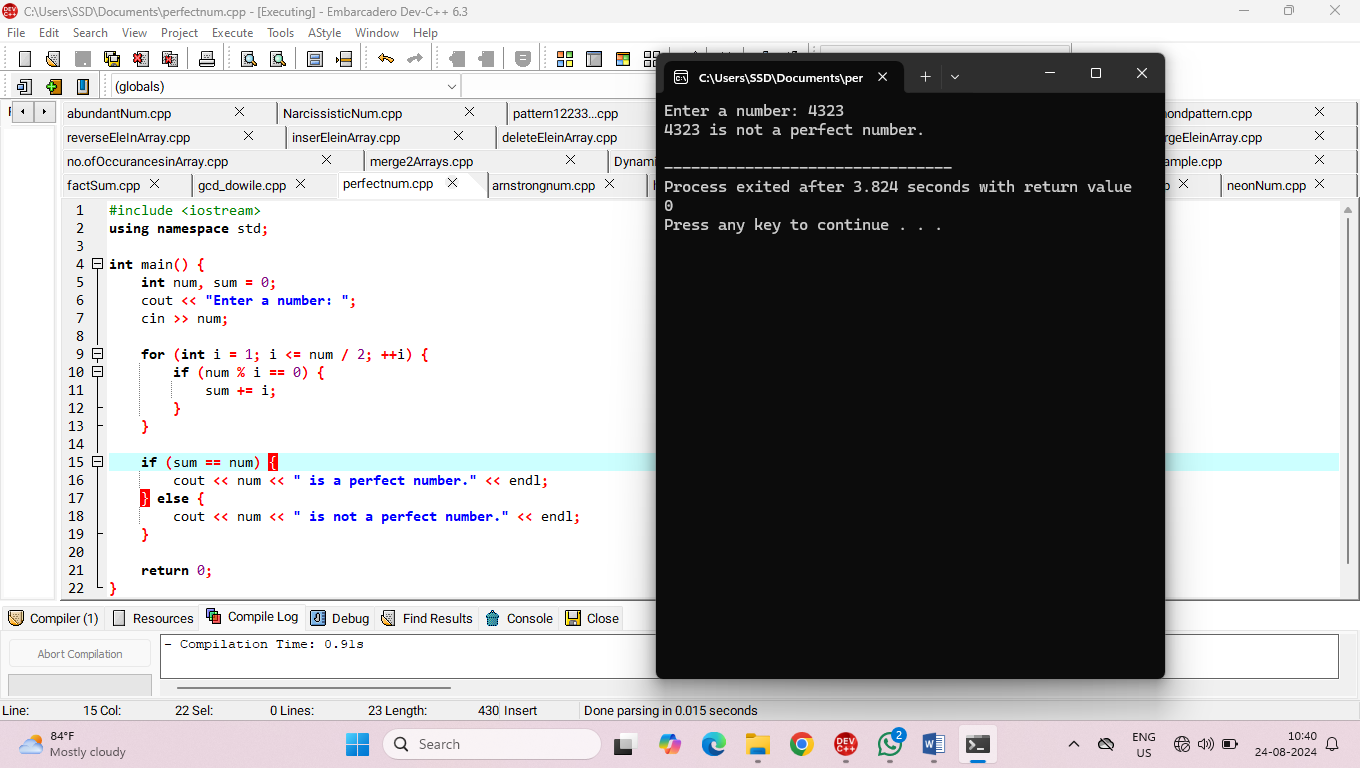 C:\Users\SSD\Documents\perfectnum.cpp - [Executing] - Embarcadero Dev-C++ 6.3
File Edit Search View Project Execute Tools AStyle Window Help
(globals)
abundantNum.cpp NarcissisticNum.cpp pattern12233...cpp ondpattern.cpp
reverseEleInArray.cpp inserEleinArray.cpp deleteEleinArray.cpp rgeEleinArray.cpp
no.ofOccurancesinArray.cpp merge2Arrays.cpp Dynami ample.cpp
factSum.cpp gcd_dowile.cpp perfectnum.cpp arnstrongnum.cpp neonNum.cpp
1 #include <iostream>
2 using namespace std;
3
4 int main() {
5 int num, sum = 0;
6 cout << "Enter a number: ";
7 cin >> num;
8
9 for (int i = 1; i <= num / 2; ++i) {
10 if (num % i == 0) {
11 sum += i;
12 }
13 }
14
15 if (sum == num) {
16 cout << num << " is a perfect number." << endl;
17 } else {
18 cout << num << " is not a perfect number." << endl;
19 }
20
21 return 0;
22 }
C:\Users\SSD\Documents\per
Enter a number: 4323
4323 is not a perfect number.
--------------------------------
Process exited after 3.824 seconds with return value
0
Press any key to continue . . .
Compiler (1) Resources Compile Log Debug Find Results Console Close
Abort Compilation
- Compilation Time: 0.91s
Line: 15 Col: 22 Sel: 0 Lines: 23 Length: 430 Insert Done parsing in 0.015 seconds
84°F
Mostly cloudy
Search
DEV C++
2
ENG
US
10:40
24-08-2024